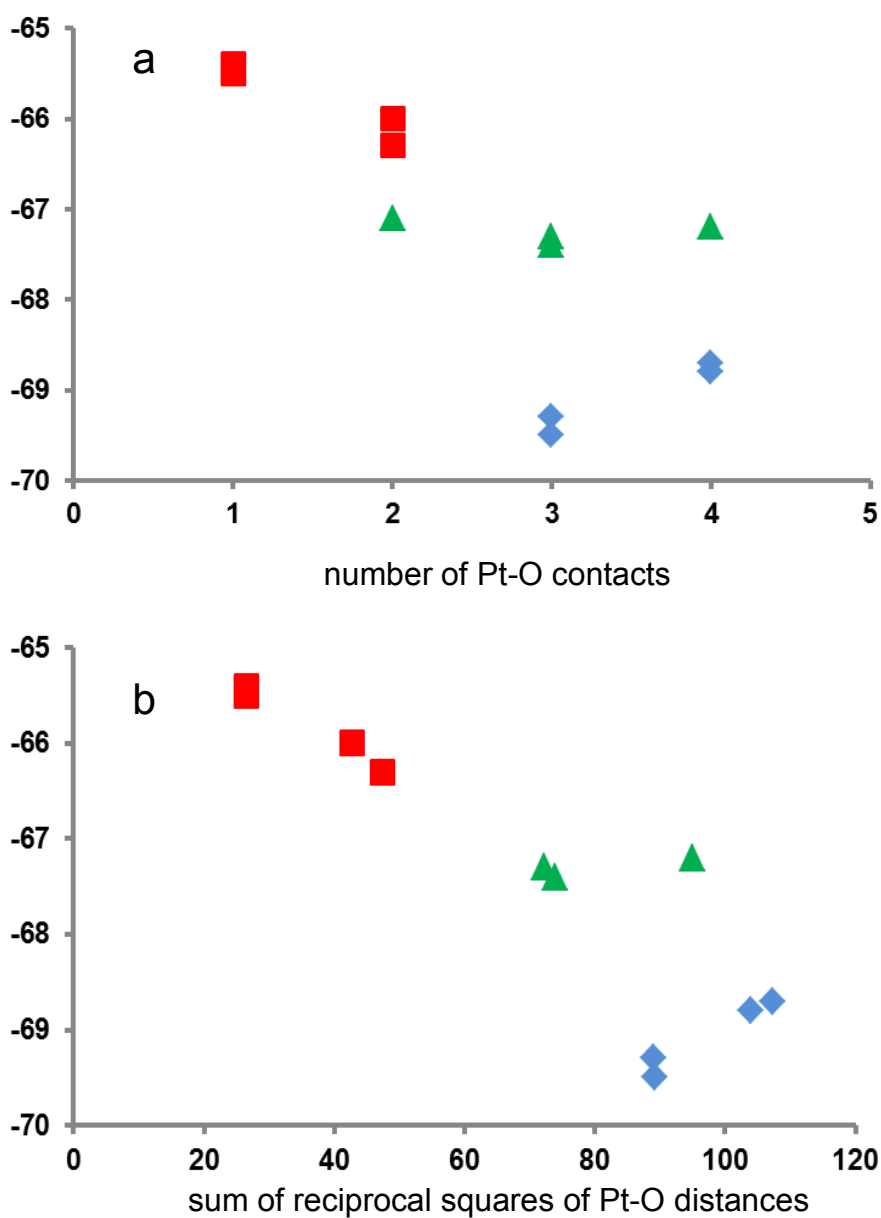 -65
a
-66
-67
-68
-69
-70
0 1 2 3 4 5
number of Pt-O contacts
-65
b
-66
-67
-68
-69
-70
0 20 40 60 80 100 120
sum of reciprocal squares of Pt-O distances